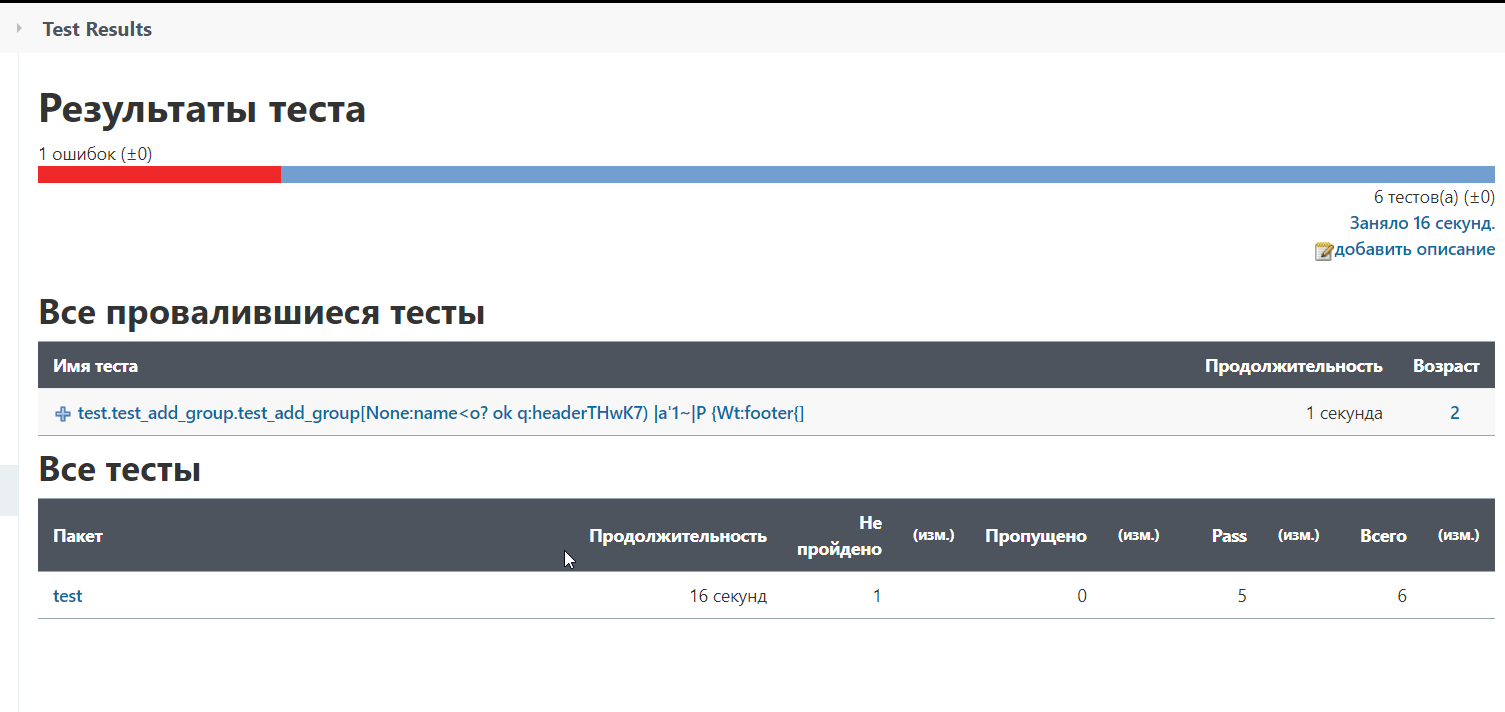 Test Results
Результаты теста
1 ошибок (±0)
6 тестов(а) (±0)
Заняло 16 секунд.
добавить описание
Все провалившиеся тесты
Имя теста Продолжительность Возраст
test.test_add_group.test_add_group[None:name<o? ok q:headerTHwK7) |a'1~|P {Wt:footer{] 1 секунда 2
Все тесты
Пакет Продолжительность Не пройдено (изм.) Пропущено (изм.) Pass (изм.) Всего (изм.)
test 16 секунд 1 0 5 6